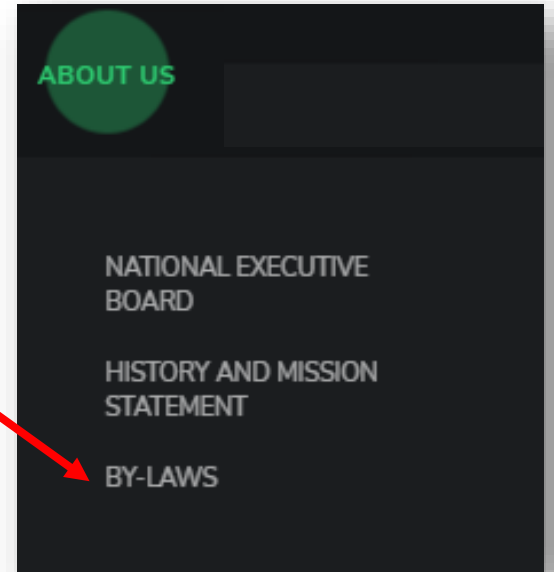 ABOUT US
NATIONAL EXECUTIVE
BOARD
HISTORY AND MISSION
STATEMENT
BY-LAWS